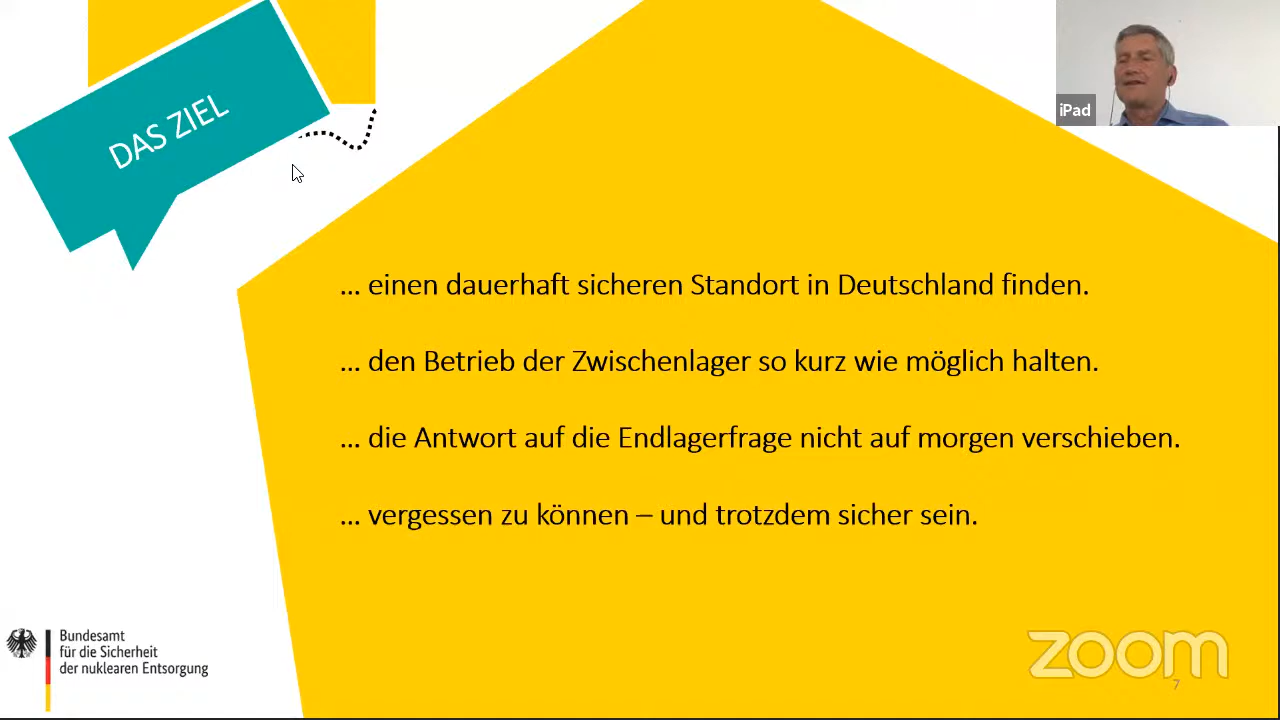 DAS ZIEL
iPad
... einen dauerhaft sicheren Standort in Deutschland finden.
... den Betrieb der Zwischenlager so kurz wie möglich halten.
... die Antwort auf die Endlagerfrage nicht auf morgen verschieben.
... vergessen zu können – und trotzdem sicher sein.
Bundesamt
für die Sicherheit
der nuklearen Entsorgung
zoom
7